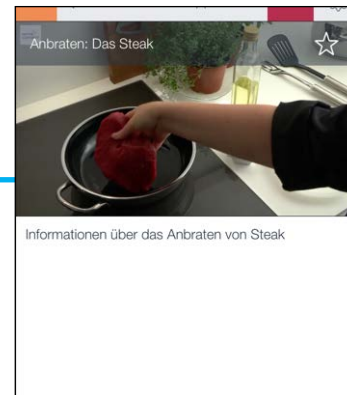 Anbraten: Das Steak
Informationen über das Anbraten von Steak